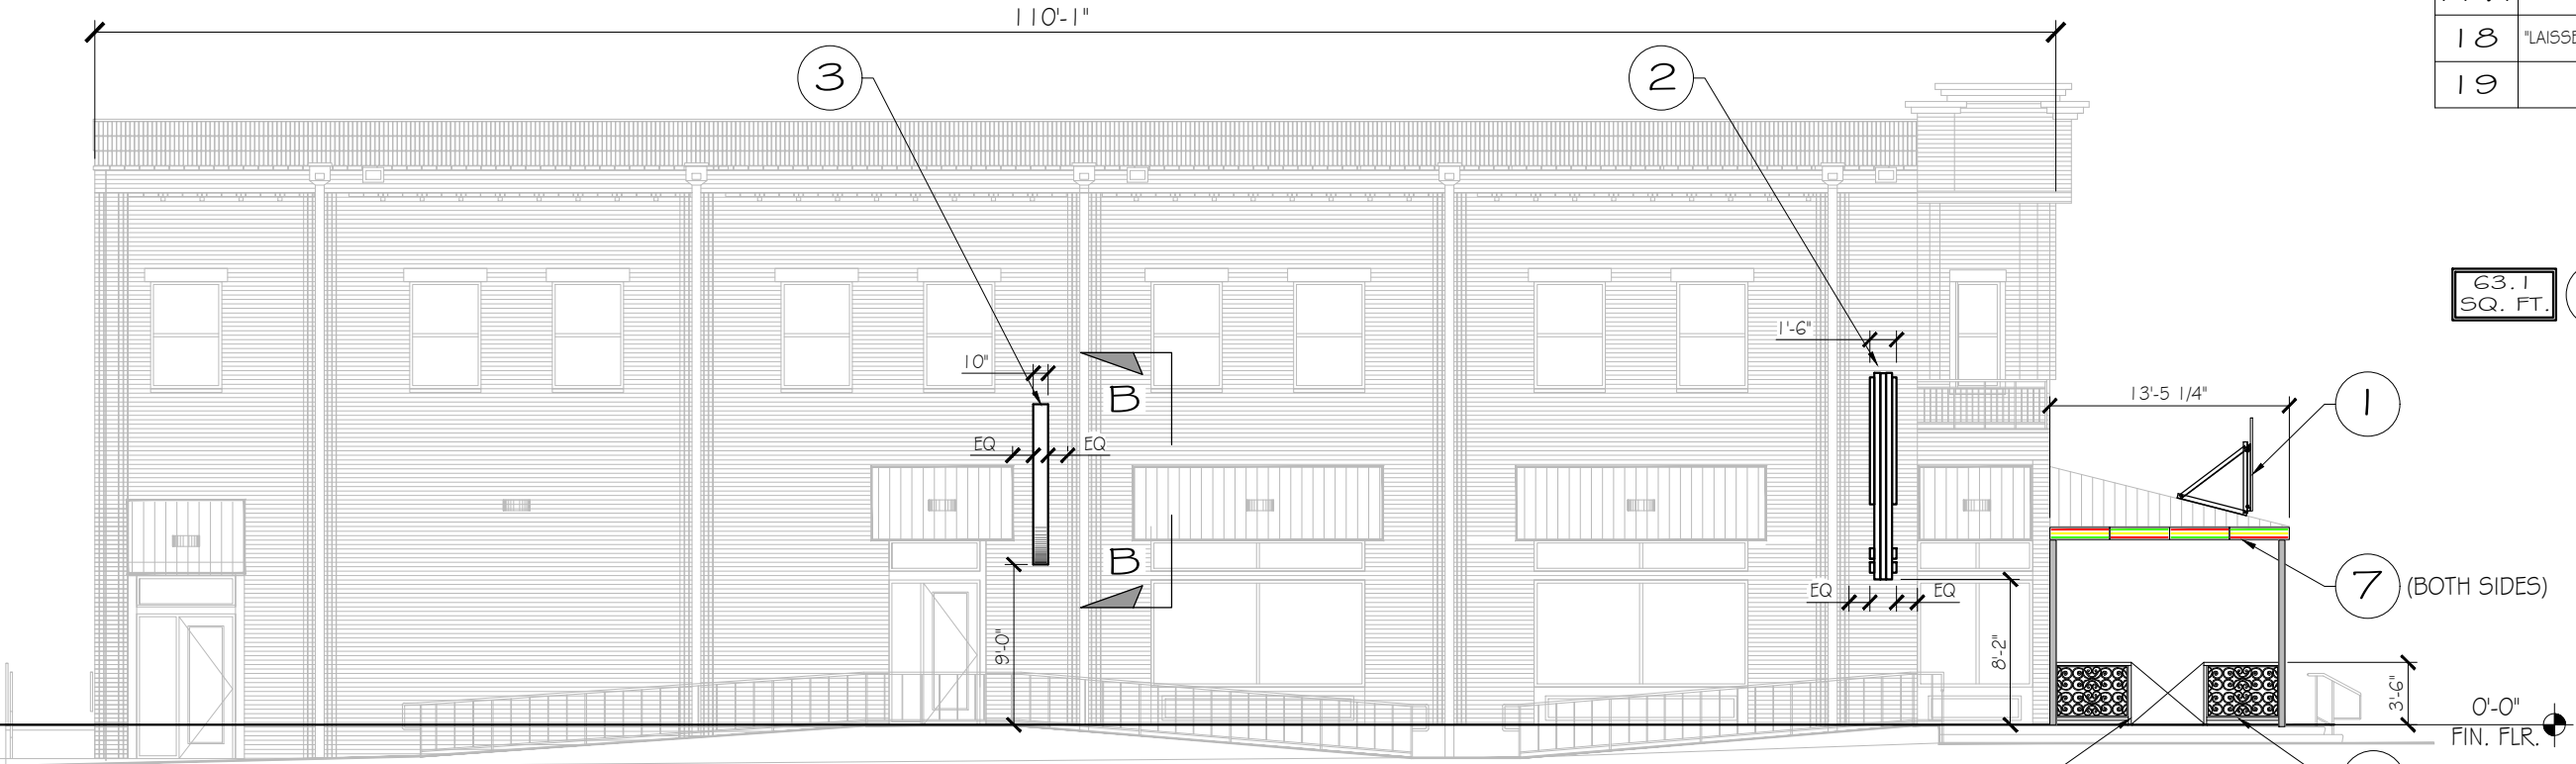 110'-1"
3
2
18 "LAISSE
19
63.1
SQ. FT.
1'-6"
10"
B
13'-5 1/4"
1
EQ EQ
B
7 (BOTH SIDES)
EQ EQ
9'-0"
8'-2"
3'-6"
0'-0"
FIN. FLR.